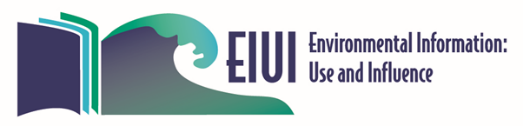 EIUI
Environmental Information:
Use and Influence